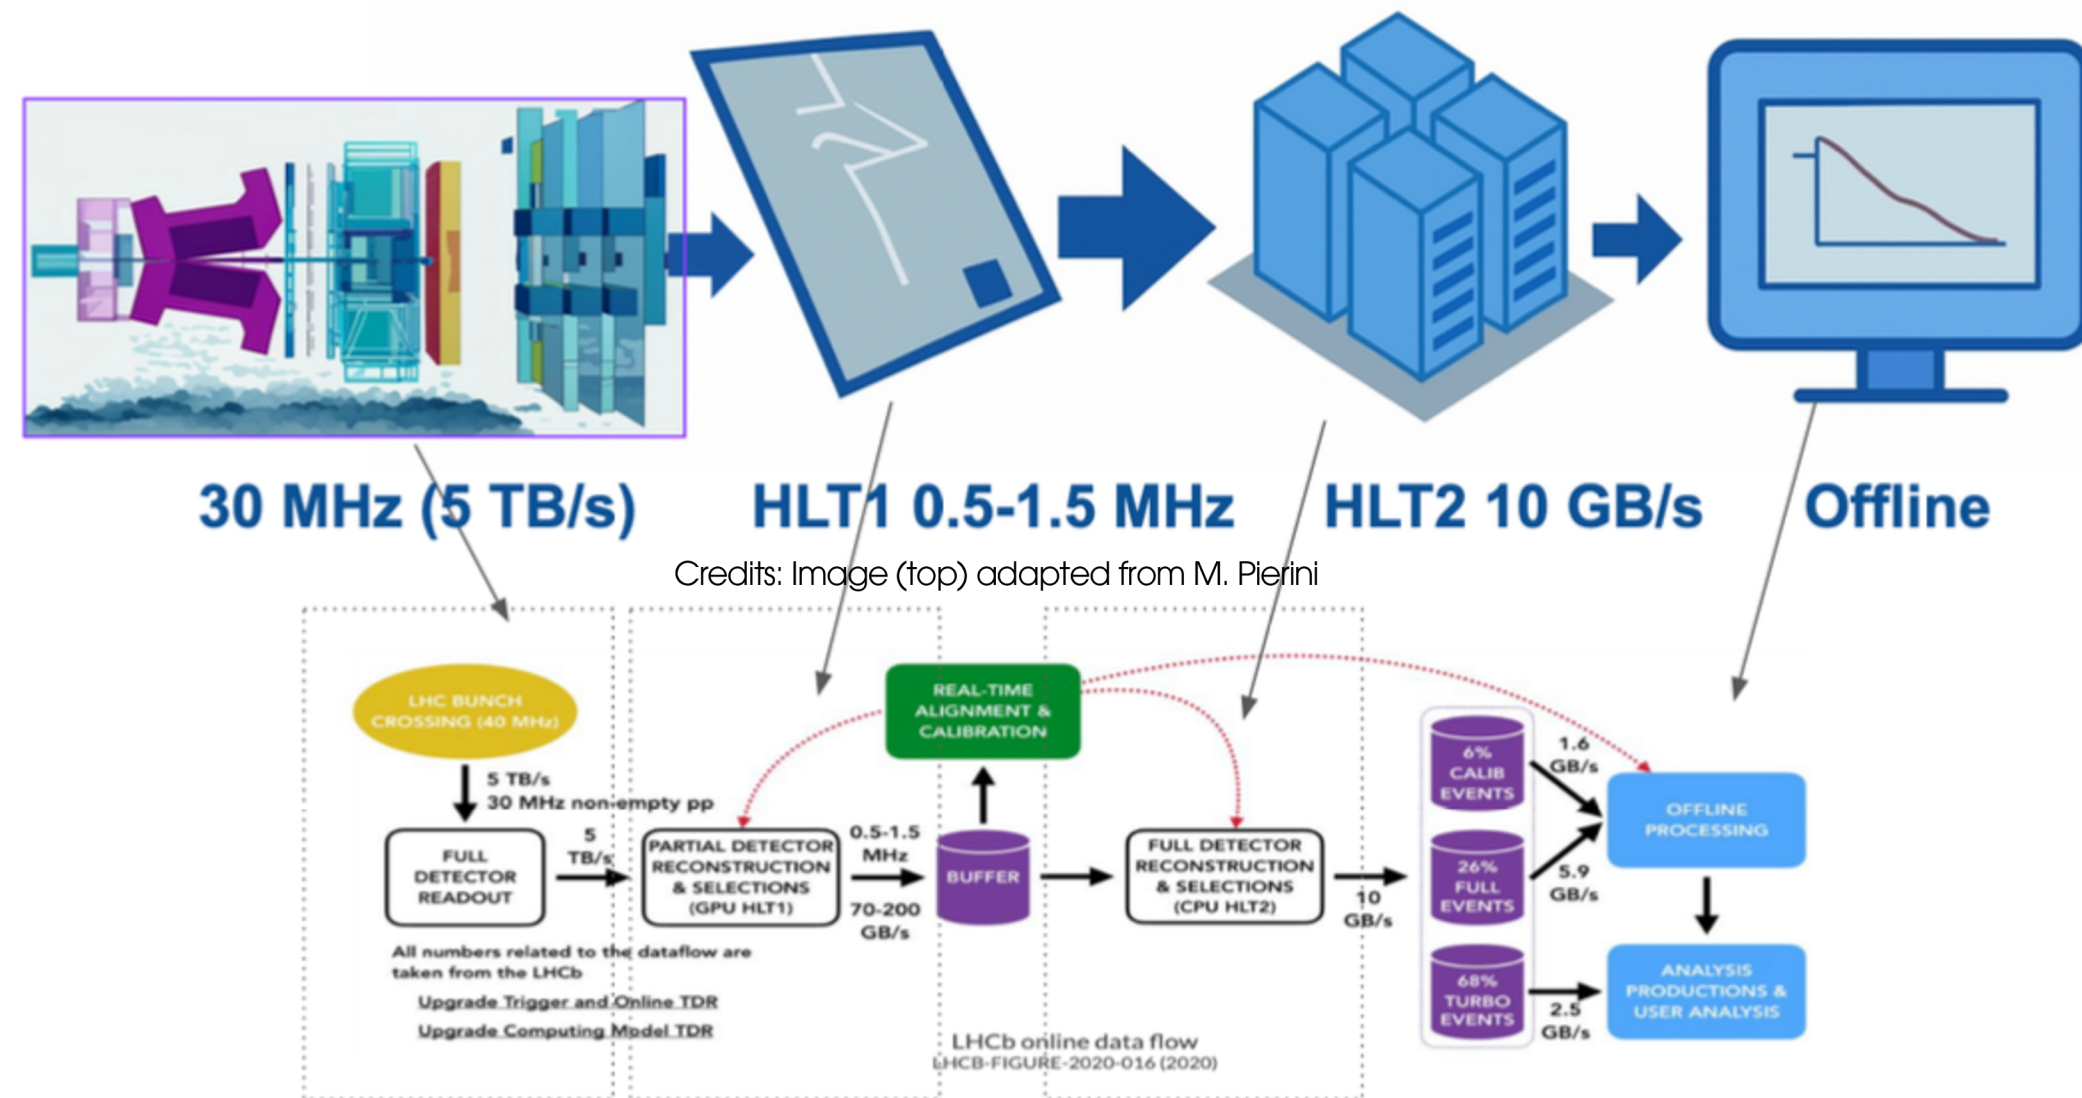 30 MHz (5 TB/s)
HLT1 0.5-1.5 MHz
HLT2 10 GB/s
Offline
Credits: Image (top) adapted from M. Pierini
LHC BUNCH
CROSSING (40 MHz)
5 TB/s
30 MHz non-empty pp
FULL
DETECTOR
READOUT
5
TB/s
PARTIAL DETECTOR
RECONSTRUCTION
& SELECTIONS
(GPU HLT1)
0.5-1.5
MHz
70-200
GB/s
REAL-TIME
ALIGNMENT &
CALIBRATION
BUFFER
FULL DETECTOR
RECONSTRUCTION
& SELECTIONS
(CPU HLT2)
10
GB/s
6%
CALIB
EVENTS
26%
FULL
EVENTS
68%
TURBO
EVENTS
1.6
GB/s
5.9
GB/s
2.5
GB/s
OFFLINE
PROCESSING
ANALYSIS
PRODUCTIONS &
USER ANALYSIS
All numbers related to the dataflow are
taken from the LHCb
Upgrade Trigger and Online TDR
Upgrade Computing Model TDR
LHCb online data flow
LHCB-FIGURE-2020-016 (2020)